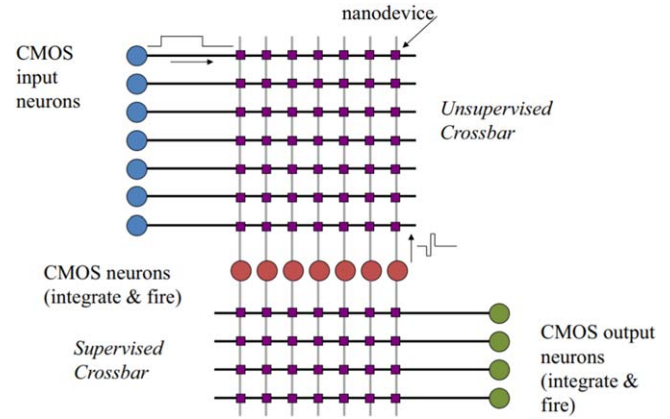 nanodevice
CMOS
input
neurons
Unsupervised
Crossbar
CMOS neurons
(integrate & fire)
Supervised
Crossbar
CMOS output
neurons
(integrate &
fire)